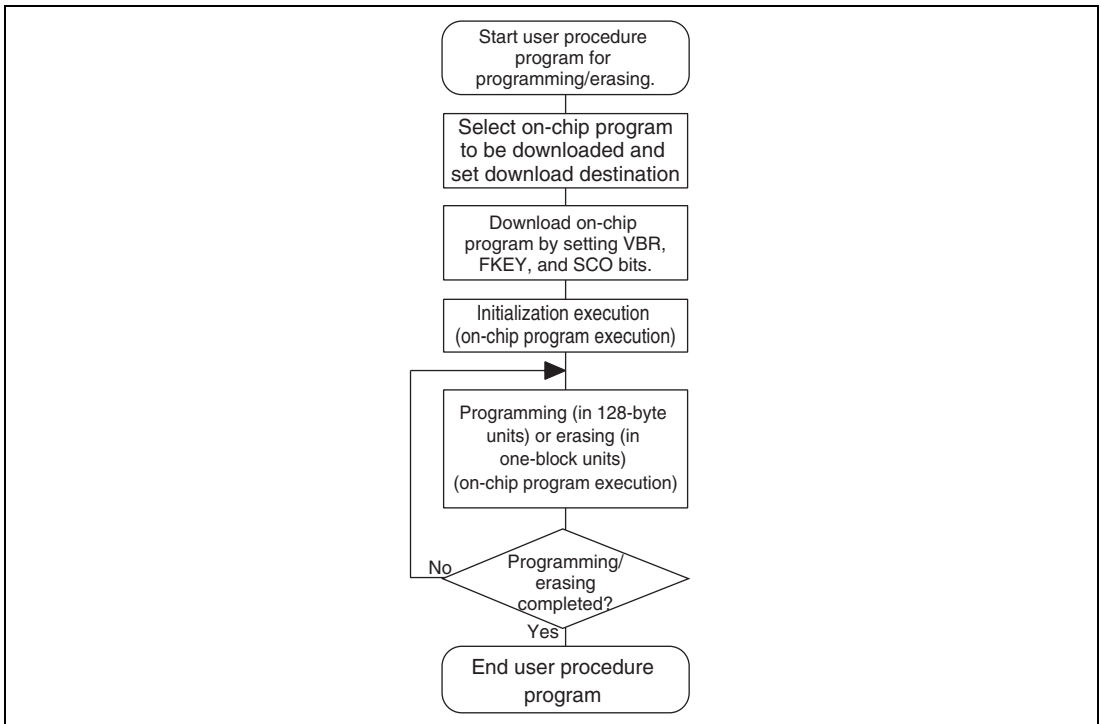 Start user procedure
program for
programming/erasing.
Select on-chip program
to be downloaded and
set download destination
Download on-chip
program by setting VBR,
FKEY, and SCO bits.
Initialization execution
(on-chip program execution)
Programming (in 128-byte
units) or erasing (in
one-block units)
(on-chip program execution)
No
Programming/
erasing
completed?
Yes
End user procedure
program